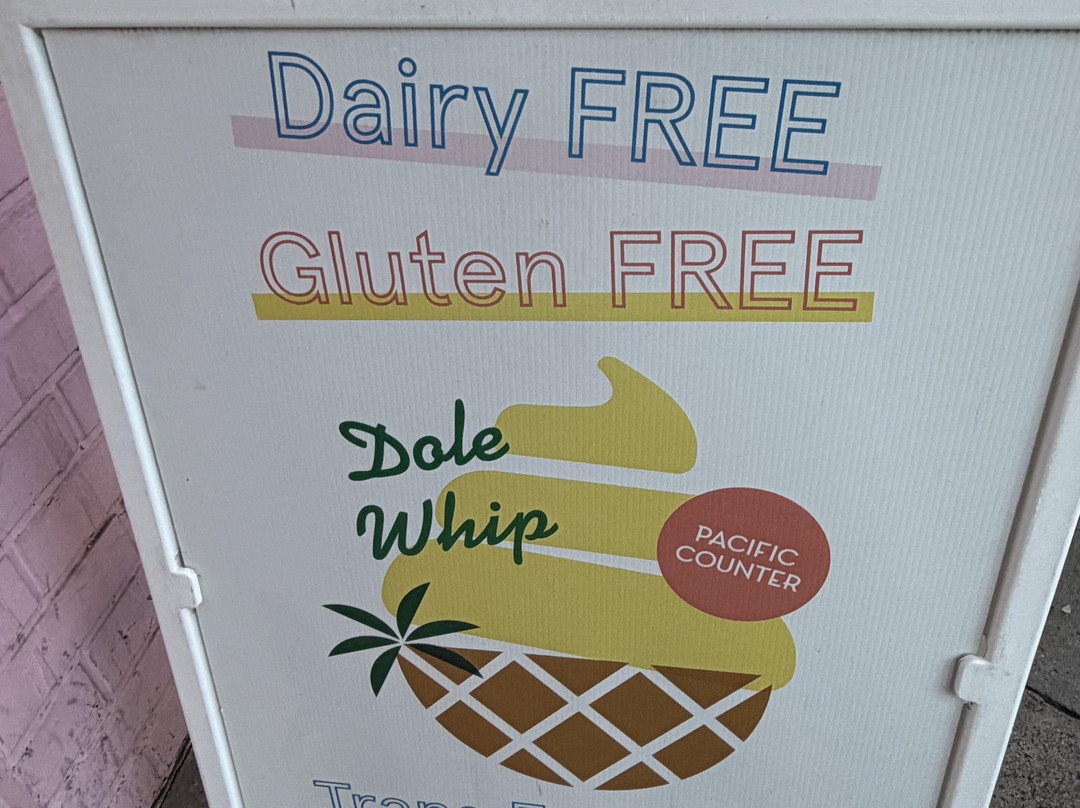 Dairy FREE
Gluten FREE
Dole
Whip
PACIFIC
COUNTER